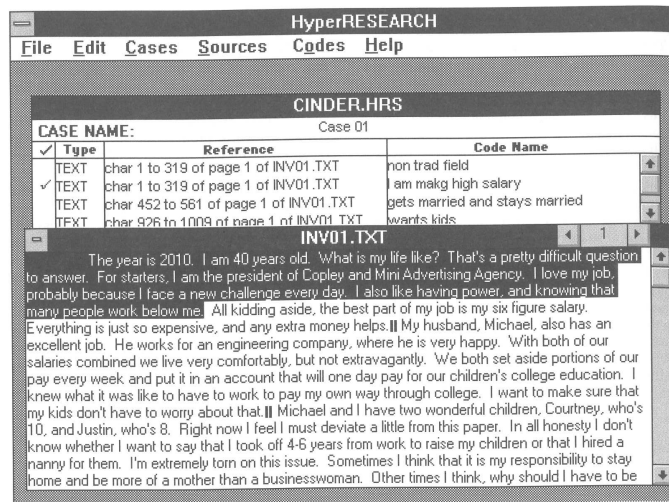 HyperRESEARCH
File Edit Cases Sources Codes Help
CINDER.HRS
CASE NAME: Case 01
✓ Type Reference Code Name
TEXT char 1 to 319 of page 1 of INV01.TXT non trad field
✓ TEXT char 1 to 319 of page 1 of INV01.TXT I am makg high salary
TEXT char 452 to 561 of page 1 of INV01.TXT gets married and stays married
TEXT char 926 to 1009 of page 1 of INV01.TXT wants kids
INV01.TXT 1
The year is 2010. I am 40 years old. What is my life like? That's a pretty difficult question
to answer. For starters, I am the president of Copley and Mini Advertising Agency. I love my job,
probably because I face a new challenge every day. I also like having power, and knowing that
many people work below me. All kidding aside, the best part of my job is my six figure salary.
Everything is just so expensive, and any extra money helps.|| My husband, Michael, also has an
excellent job. He works for an engineering company, where he is very happy. With both of our
salaries combined we live very comfortably, but not extravagantly. We both set aside portions of our
pay every week and put it in an account that will one day pay for our children's college education. I
knew what it was like to have to work to pay my own way through college. I want to make sure that
my kids don't have to worry about that.|| Michael and I have two wonderful children, Courtney, who's
10, and Justin, who's 8. Right now I feel I must deviate a little from this paper. In all honesty I don't
know whether I want to say that I took off 4-6 years from work to raise my children or that I hired a
nanny for them. I'm extremely torn on this issue. Sometimes I think that it is my responsibility to stay
home and be more of a mother than a businesswoman. Other times I think, why should I have to be